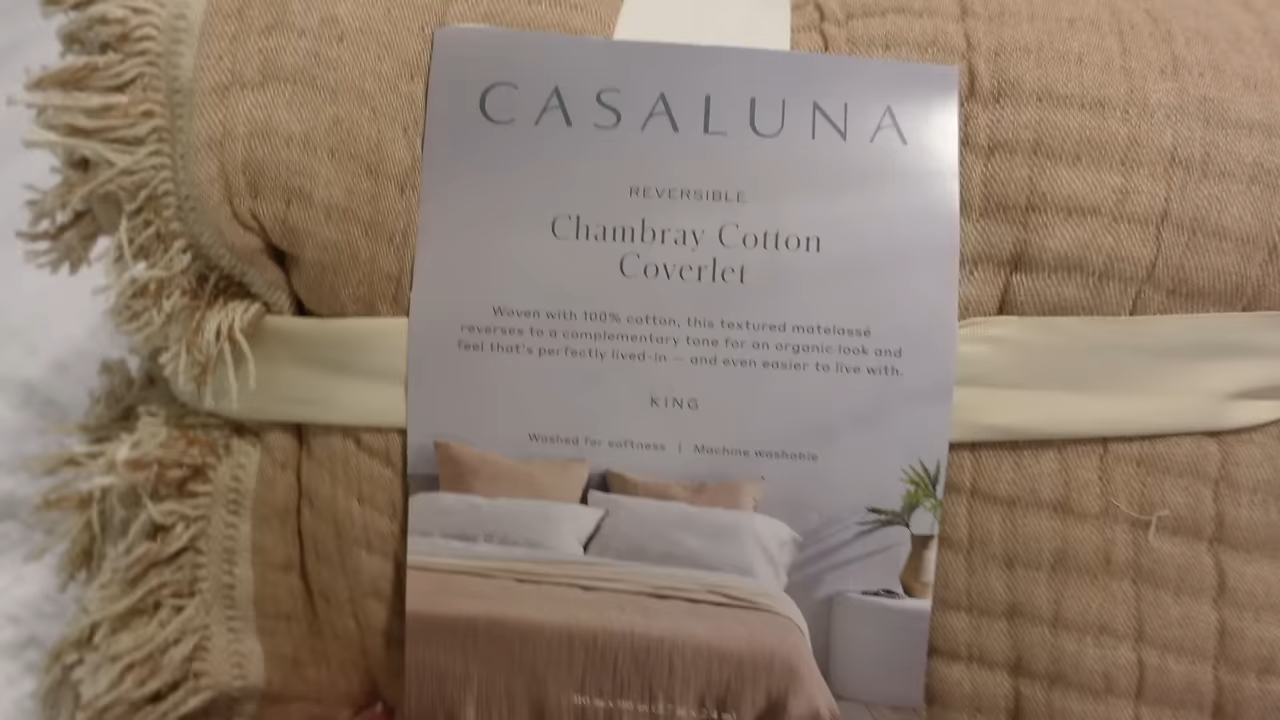 CASALUNA
REVERSIBLE
Chambray Cotton
Coverlet
Woven with 100% cotton, this textured matelassé
reverses to a complementary tone for an organic look and
feel that's perfectly lived-in — and even easier to live with.
KING
Washed for softness | Machine washable